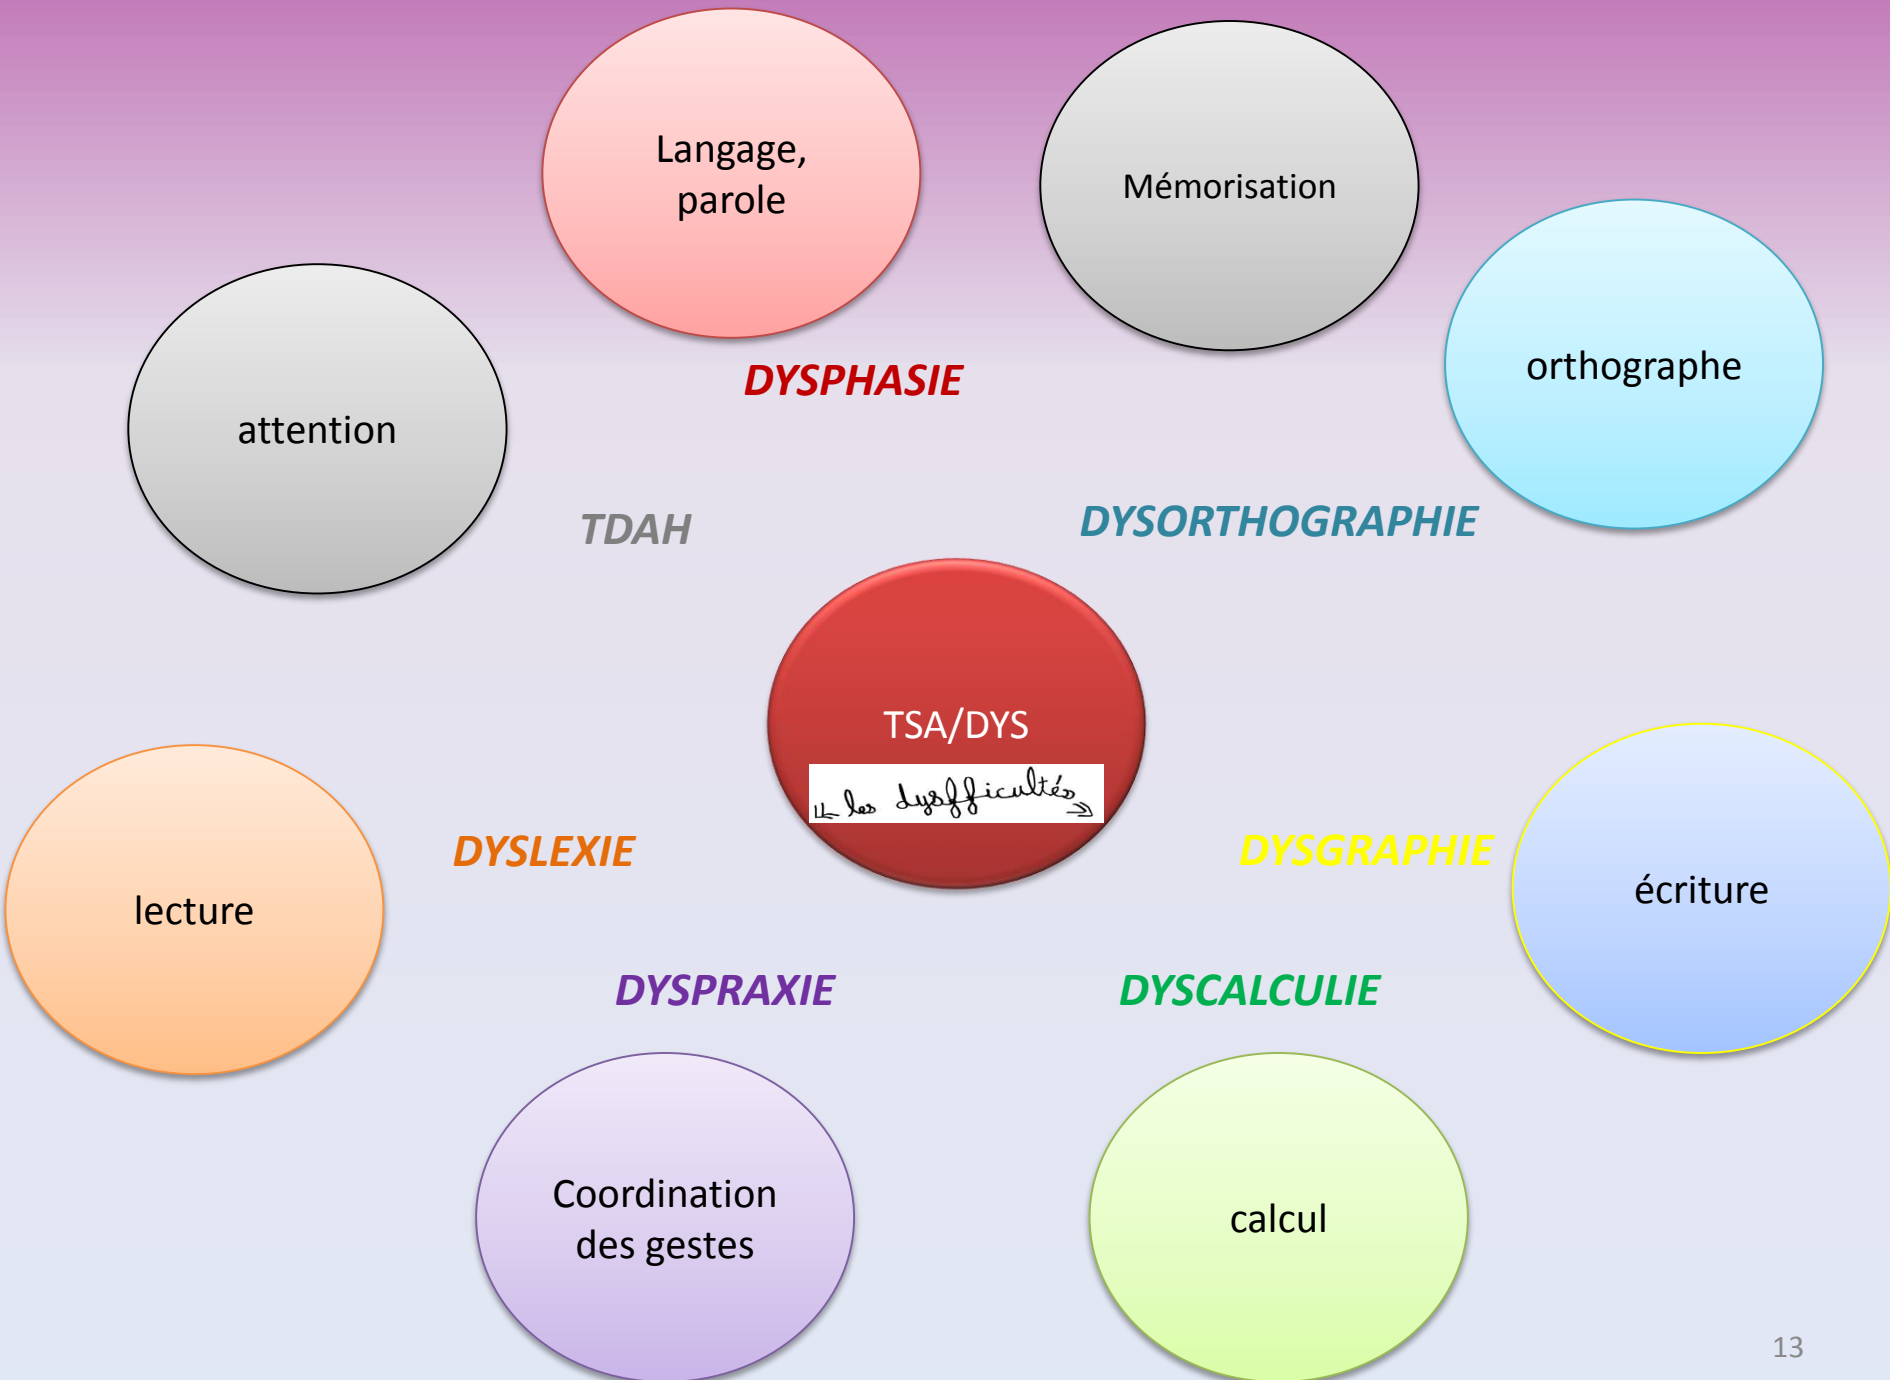 Langage,
parole
Mémorisation
orthographe
attention
DYSPHASIE
TDAH
DYSORTHOGRAPHIE
TSA/DYS
les dysfficultés
DYSLEXIE
DYSGRAPHIE
lecture
écriture
DYSPRAXIE
DYSCALCULIE
Coordination
des gestes
calcul
13